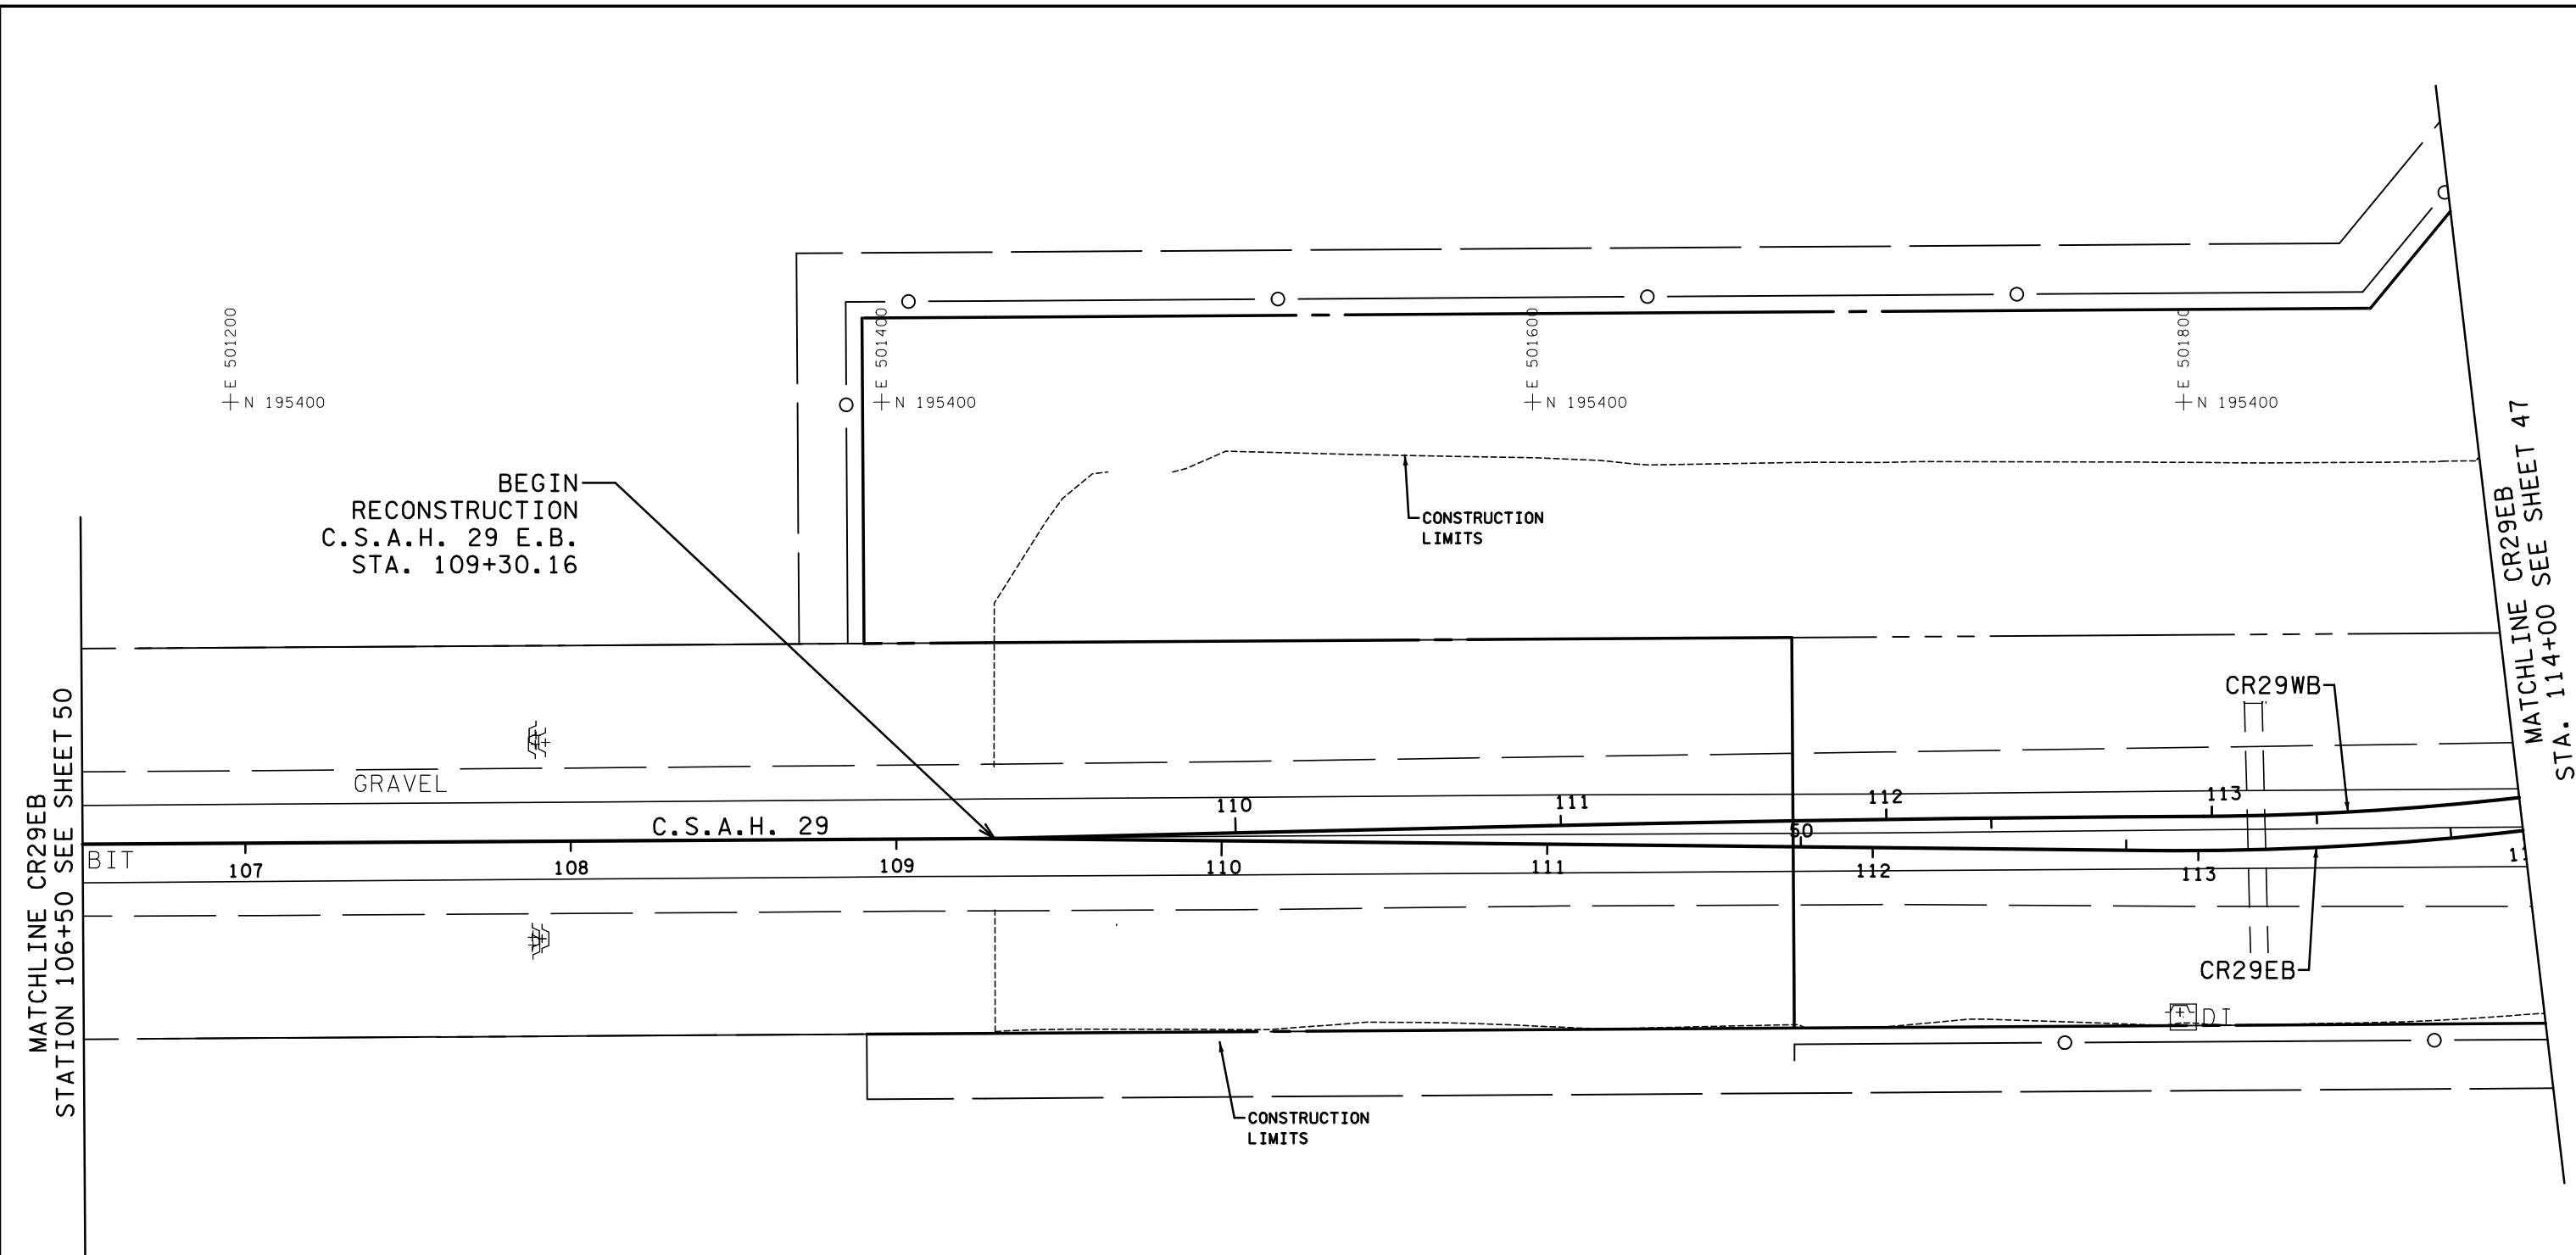 E 501200
N 195400
E 501400
N 195400
E 501600
N 195400
E 501800
N 195400
BEGIN
RECONSTRUCTION
C.S.A.H. 29 E.B.
STA. 109+30.16
CONSTRUCTION
LIMITS
MATCHLINE CR29EB
STA. 114+00 SEE SHEET 47
CR29WB
GRAVEL
110
111
112
113
C.S.A.H. 29
50
BIT
107
108
109
110
111
112
113
CR29EB
DI
CONSTRUCTION
LIMITS
MATCHLINE CR29EB
STATION 106+50 SEE SHEET 50